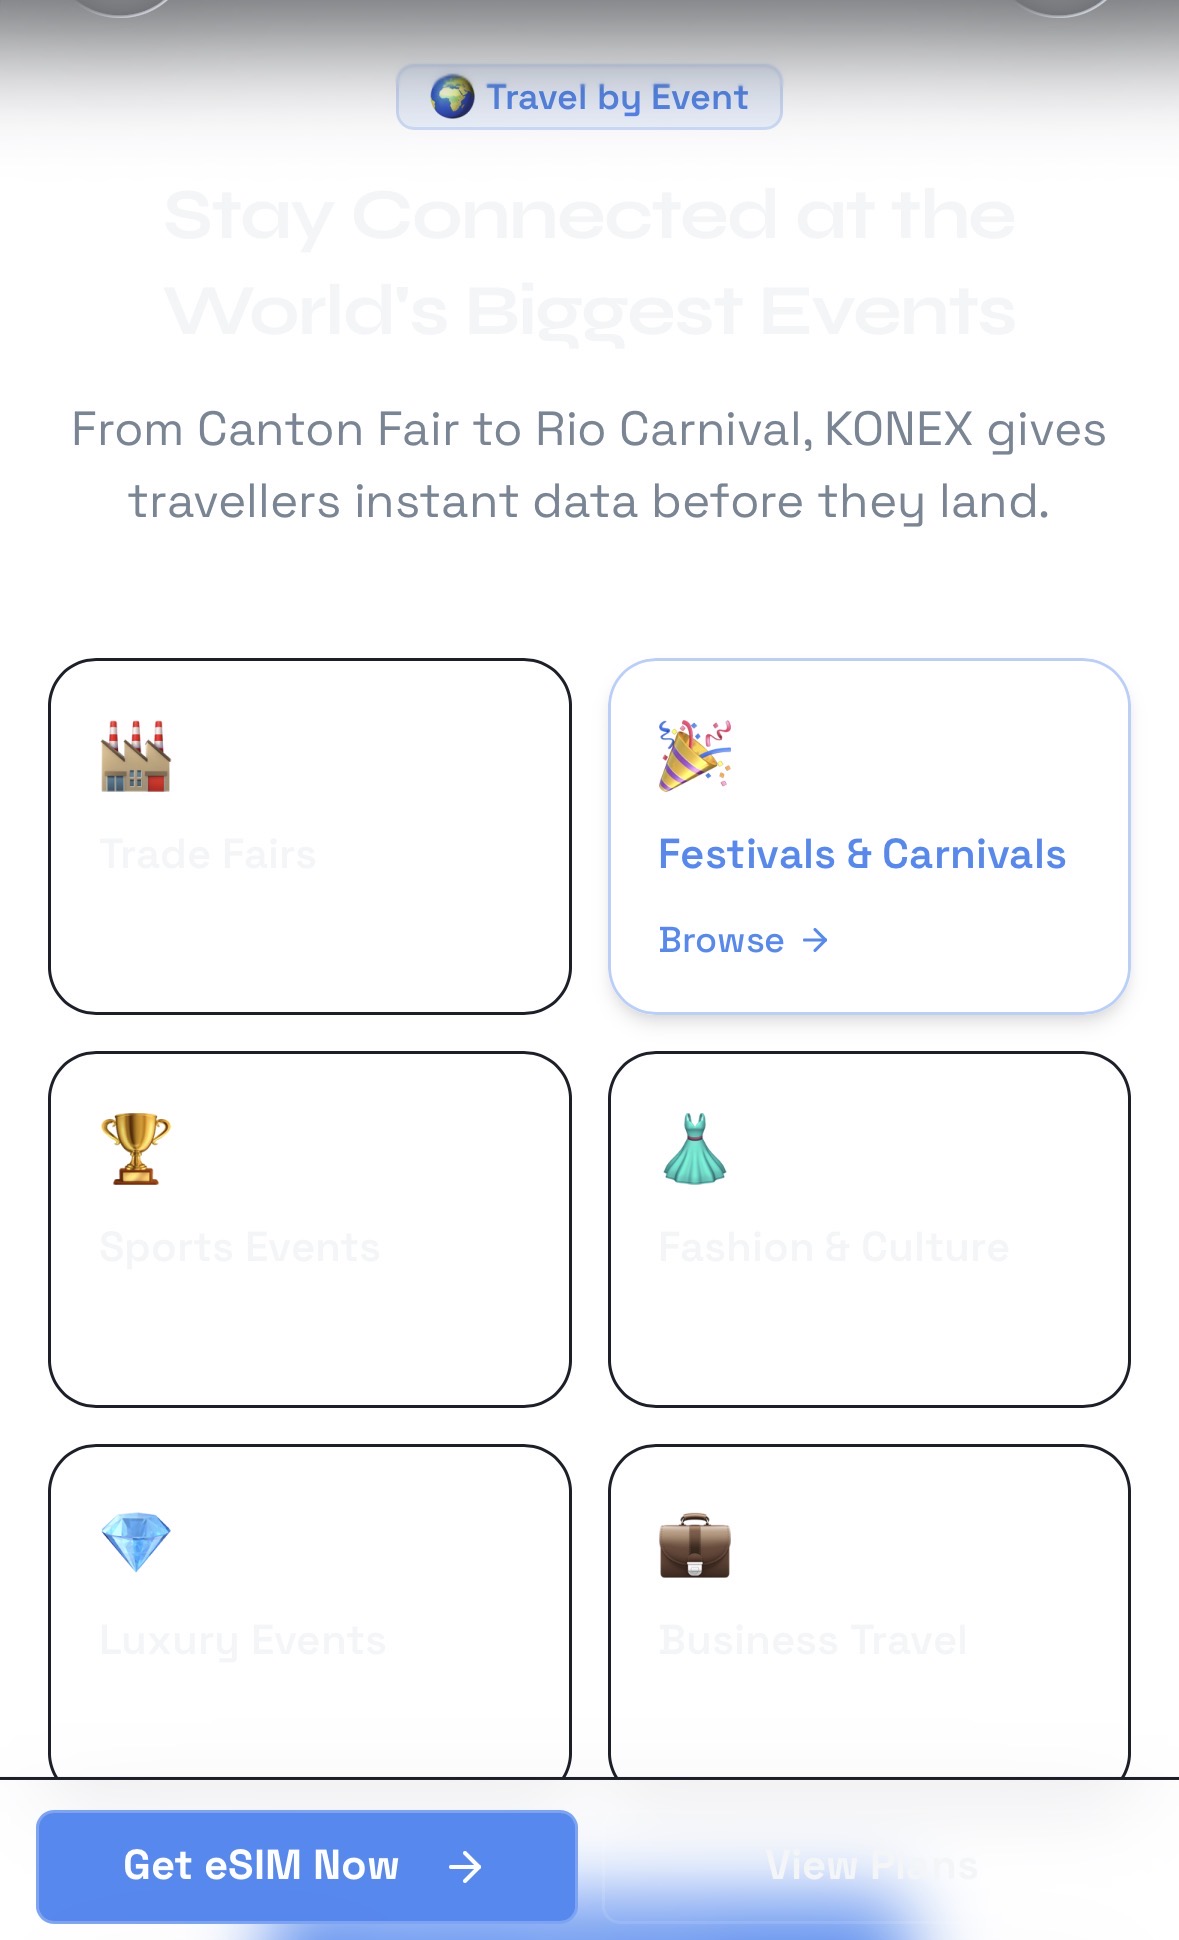 Travel by Event
Stay Connected at the
World's Biggest Events
From Canton Fair to Rio Carnival, KONEX gives
travellers instant data before they land.
Trade Fairs
Festivals & Carnivals
Browse →
Sports Events
Fashion & Culture
Luxury Events
Business Travel
Get eSIM Now →
View Plans